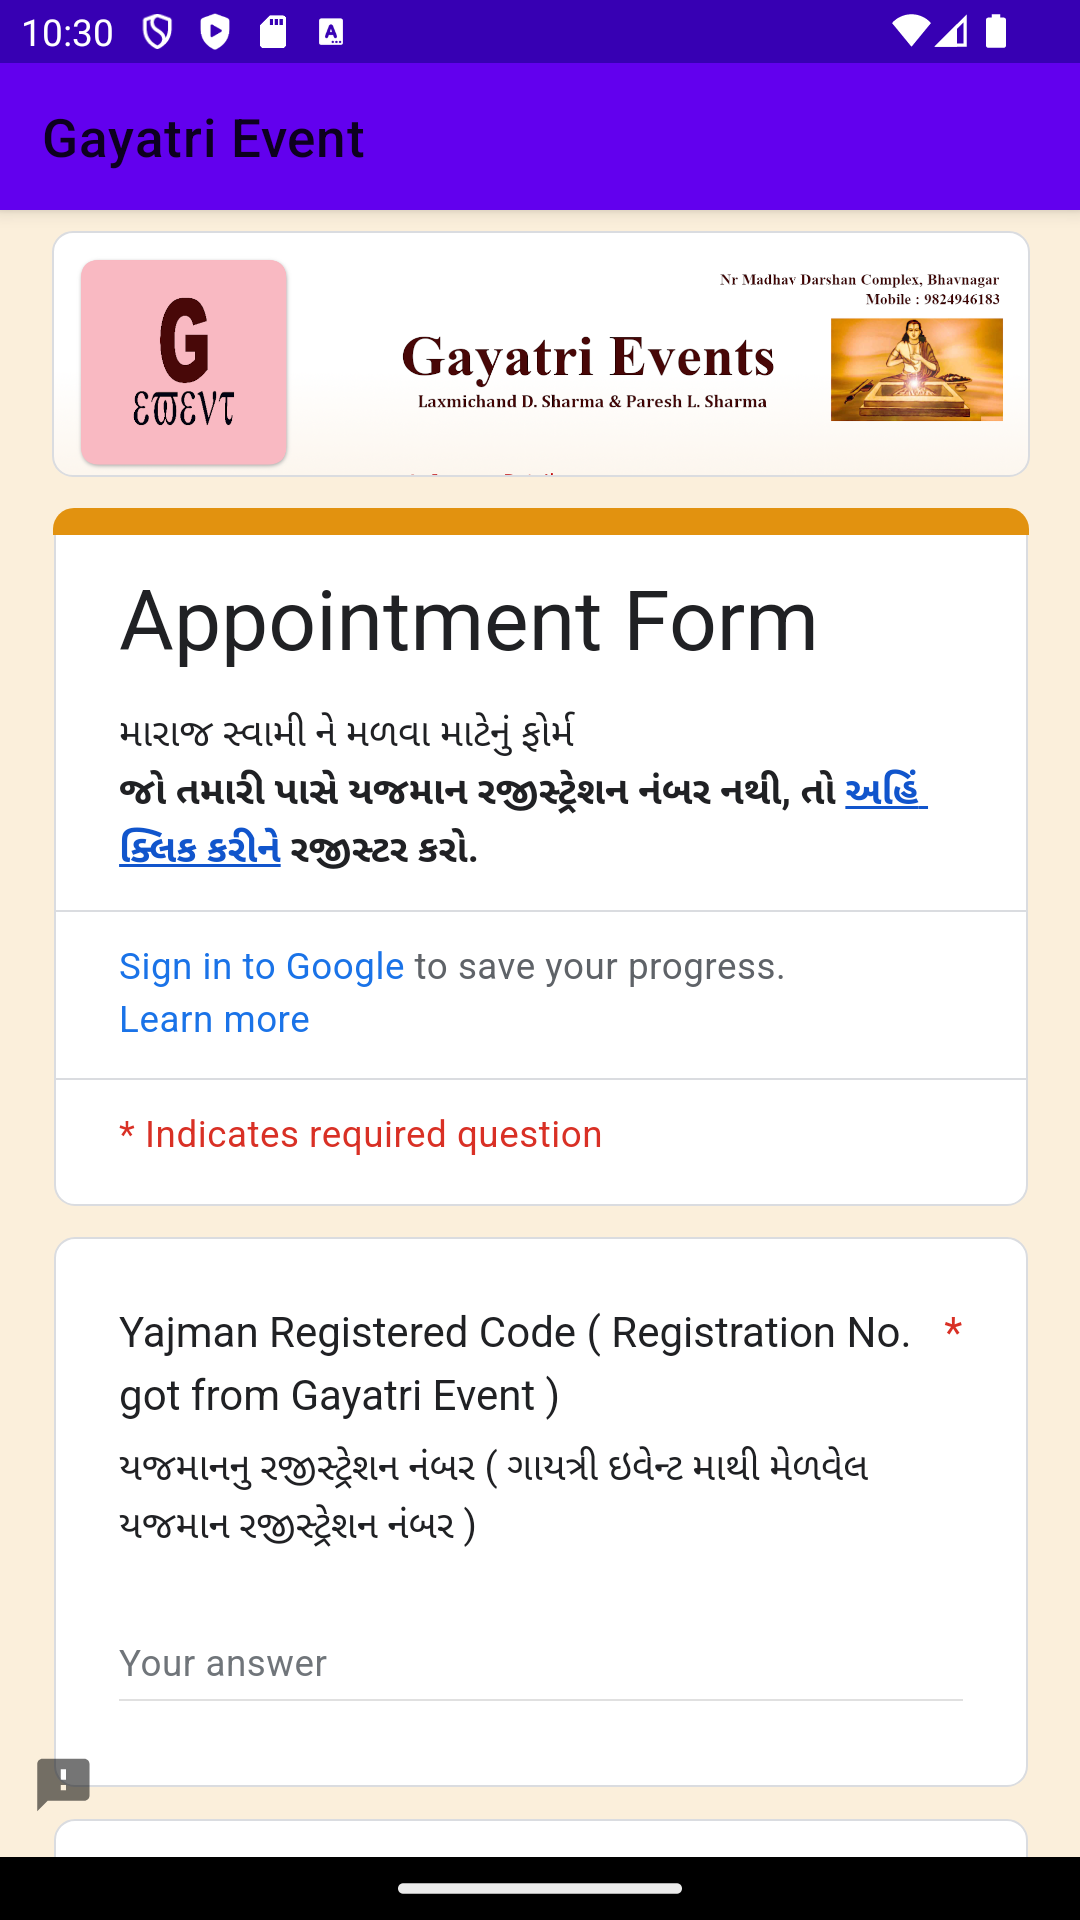 10:30
Gayatri Event
Nr Madhav Darshan Complex, Bhavnagar
Mobile : 9824946183
G
Gayatri Events
Laxmichand D. Sharma & Paresh L. Sharma
Appointment Form
મારાજ સ્વામી ને મળવા માટેનું ફોર્મ
જો તમારી પાસે યજમાન રજીસ્ટ્રેશન નંબર નથી, તો અહિં
ક્લિક કરીને રજીસ્ટર કરો.
Sign in to Google to save your progress.
Learn more
* Indicates required question
Yajman Registered Code ( Registration No. *
got from Gayatri Event )
યજમાનનુ રજીસ્ટ્રેશન નંબર ( ગાયત્રી ઇવેન્ટ માથી મેળવેલ
યજમાન રજીસ્ટ્રેશન નંબર )
Your answer